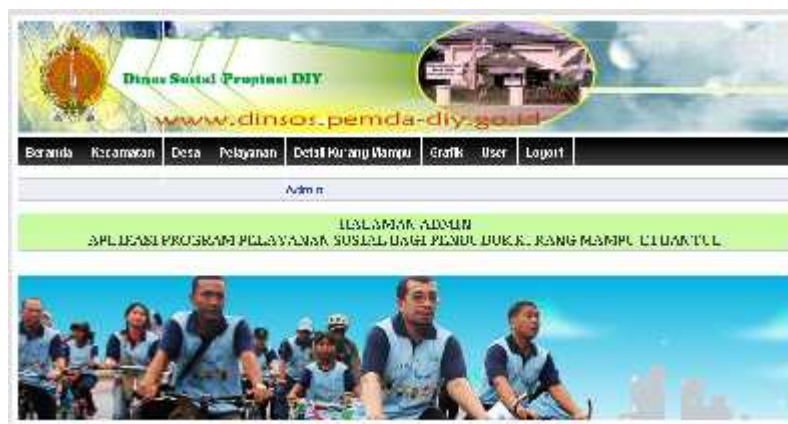 Dinas Sosial Propinsi DIY
www.dinsos.pemda-diy.go.id
Beranda Kecamatan Desa Pelayanan Detail Kurang Mampu Grafik User Logout
Admin
HALAMAN ADMIN
APLIKASI PROGRAM PELAYANAN SOSIAL BAGI PENDUDUK KURANG MAMPU DI BANTUL